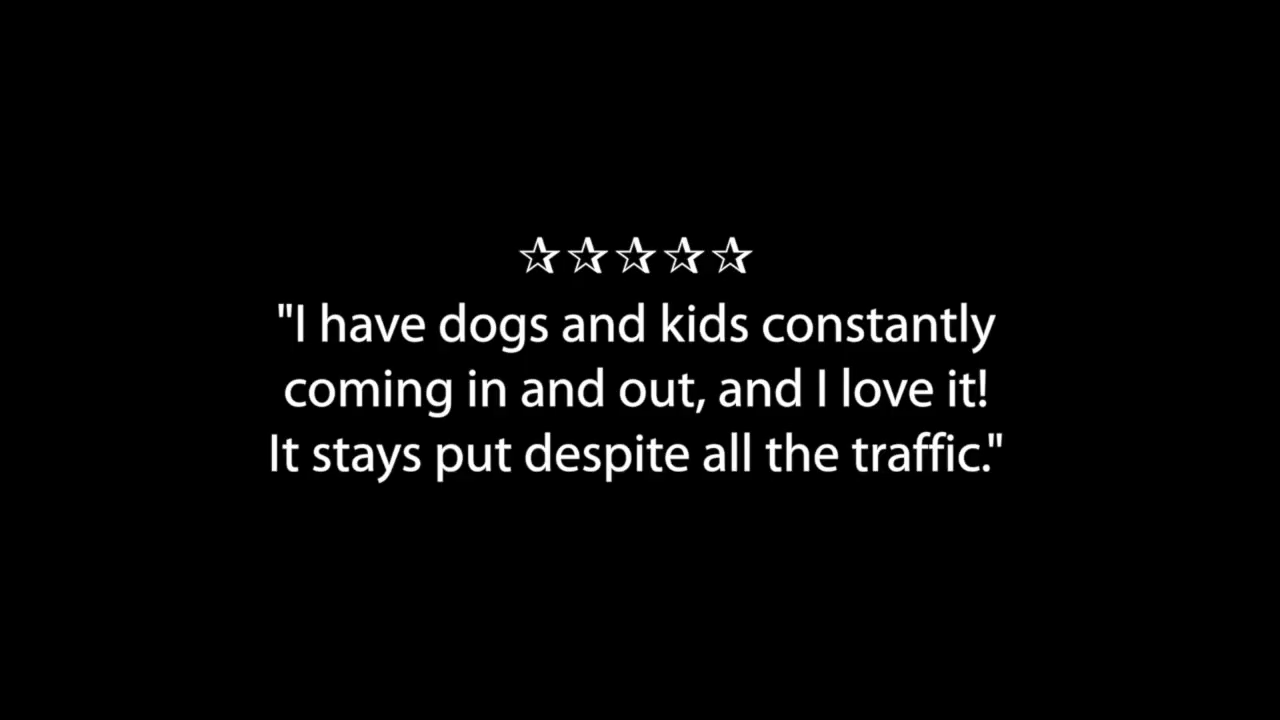 ☆☆☆☆☆
"I have dogs and kids constantly
coming in and out, and I love it!
It stays put despite all the traffic."